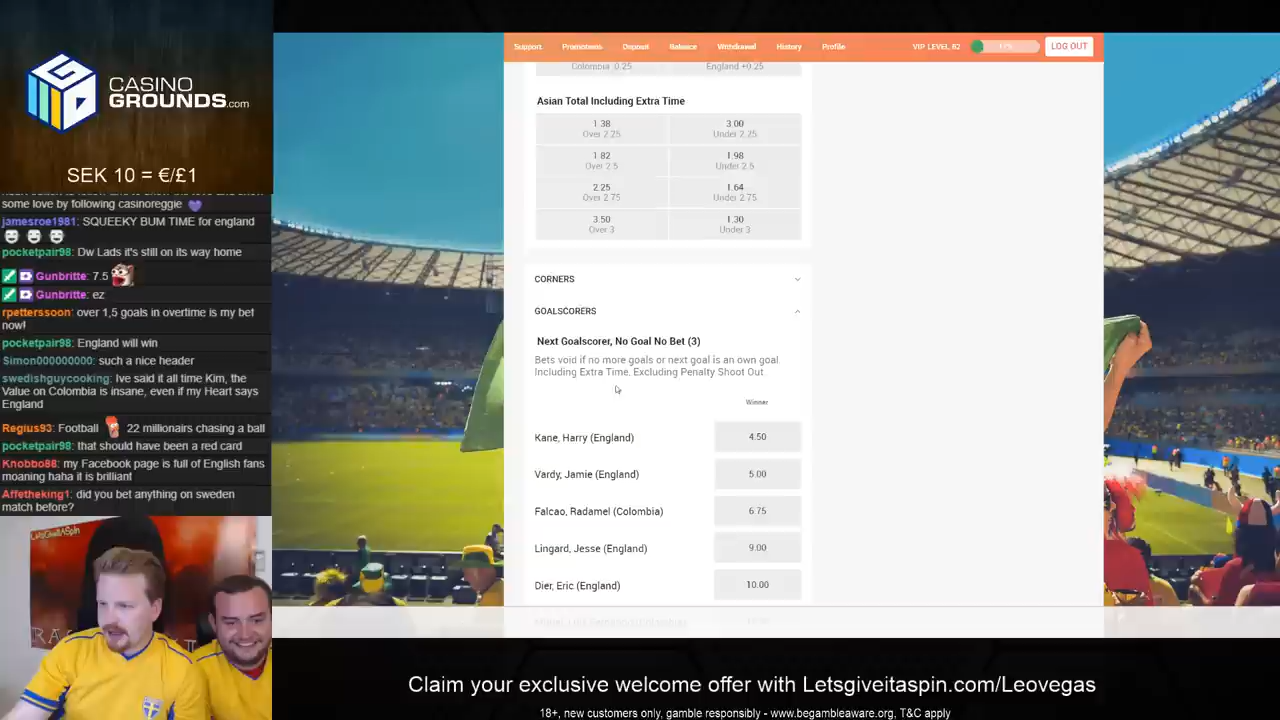 CASINO
GROUNDS.com
SEK 10 = €/£1
some love by following casinoreggie
jamesroe1981: SQUEEKY BUM TIME for england
pocketpair98: Dw Lads it's still on its way home
Gunbritte: 7.5
Gunbritte: ez
rpetterssoon: over 1,5 goals in overtime is my bet
now!
pocketpair98: England will win
Simon000000000: such a nice header
swedishguycooking: Ive said it all time Kim, the
Value on Colombia is insane, even if my Heart says
England
Regius93: Football 22 millionairs chasing a ball
pocketpair98: that should have been a red card
Knobbo86: my Facebook page is full of English fans
moaning haha it is brilliant
Affetheking1: did you bet anything on sweden
match before?
Support Promotions Deposit Balance Withdrawal History Profile VIP LEVEL, 82 LOG OUT
Colombia -0.25 England +0.25
Asian Total Including Extra Time
1.38 3.00
Over 2.25 Under 2.25
1.82 1.98
Over 2.5 Under 2.5
2.25 1.64
Over 2.75 Under 2.75
3.50 1.30
Over 3 Under 3
CORNERS
GOALSCORERS
Next Goalscorer, No Goal No Bet (3)
Bets void if no more goals or next goal is an own goal.
Including Extra Time. Excluding Penalty Shoot Out
Winner
Kane, Harry (England) 4.50
Vardy, Jamie (England) 5.00
Falcao, Radamel (Colombia) 6.75
Lingard, Jesse (England) 9.00
Dier, Eric (England) 10.00
Claim your exclusive welcome offer with Letsgiveitaspin.com/Leovegas
18+, new customers only, gamble responsibly - www.begambleaware.org, T&C apply